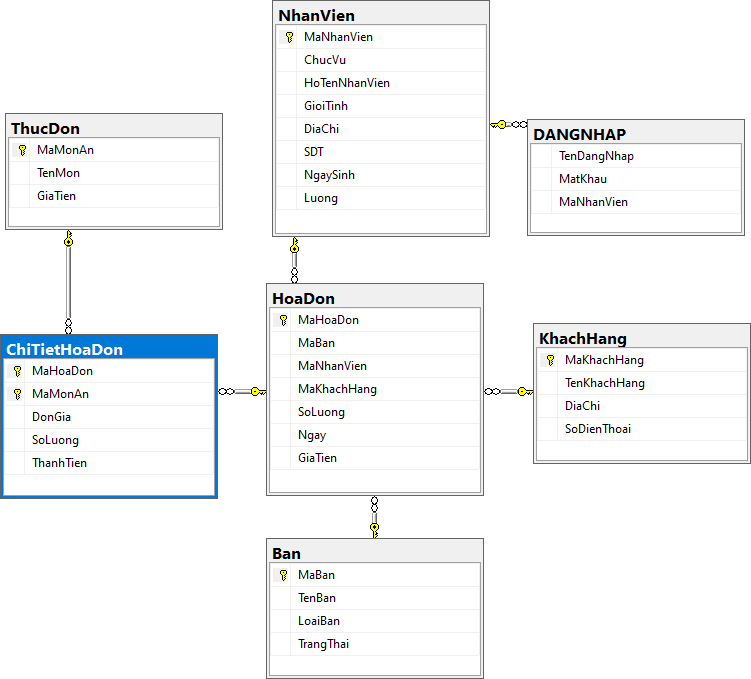 NhanVien
MaNhanVien
ChucVu
HoTenNhanVien
GioiTinh
DiaChi
SDT
NgaySinh
Luong
ThucDon
MaMonAn
TenMon
GiaTien
DANGNHAP
TenDangNhap
MatKhau
MaNhanVien
HoaDon
MaHoaDon
MaBan
MaNhanVien
MaKhachHang
SoLuong
Ngay
GiaTien
ChiTietHoaDon
MaHoaDon
MaMonAn
DonGia
SoLuong
ThanhTien
KhachHang
MaKhachHang
TenKhachHang
DiaChi
SoDienThoai
Ban
MaBan
TenBan
LoaiBan
TrangThai